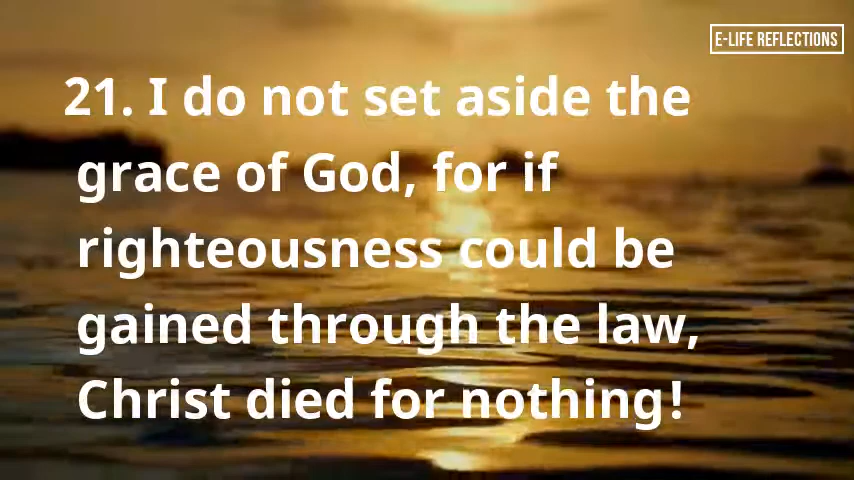 E-LIFE REFLECTIONS
21. I do not set aside the
grace of God, for if
righteousness could be
gained through the law,
Christ died for nothing!